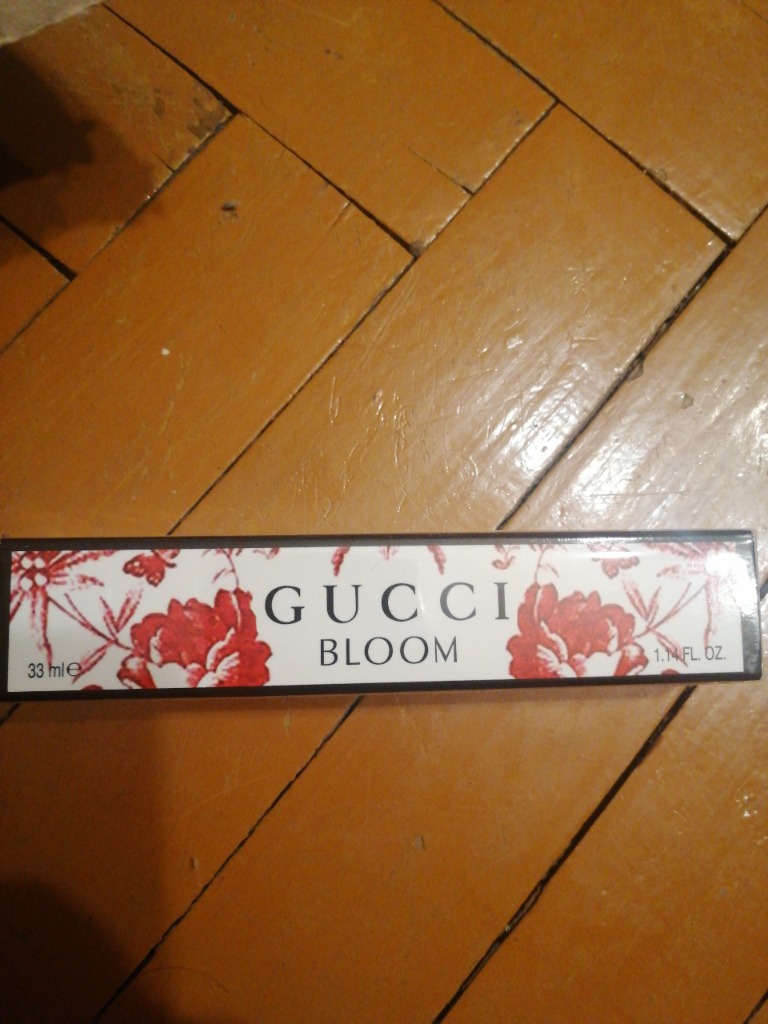 GUCCI
BLOOM
33 ml℮
1.14 FL. OZ.